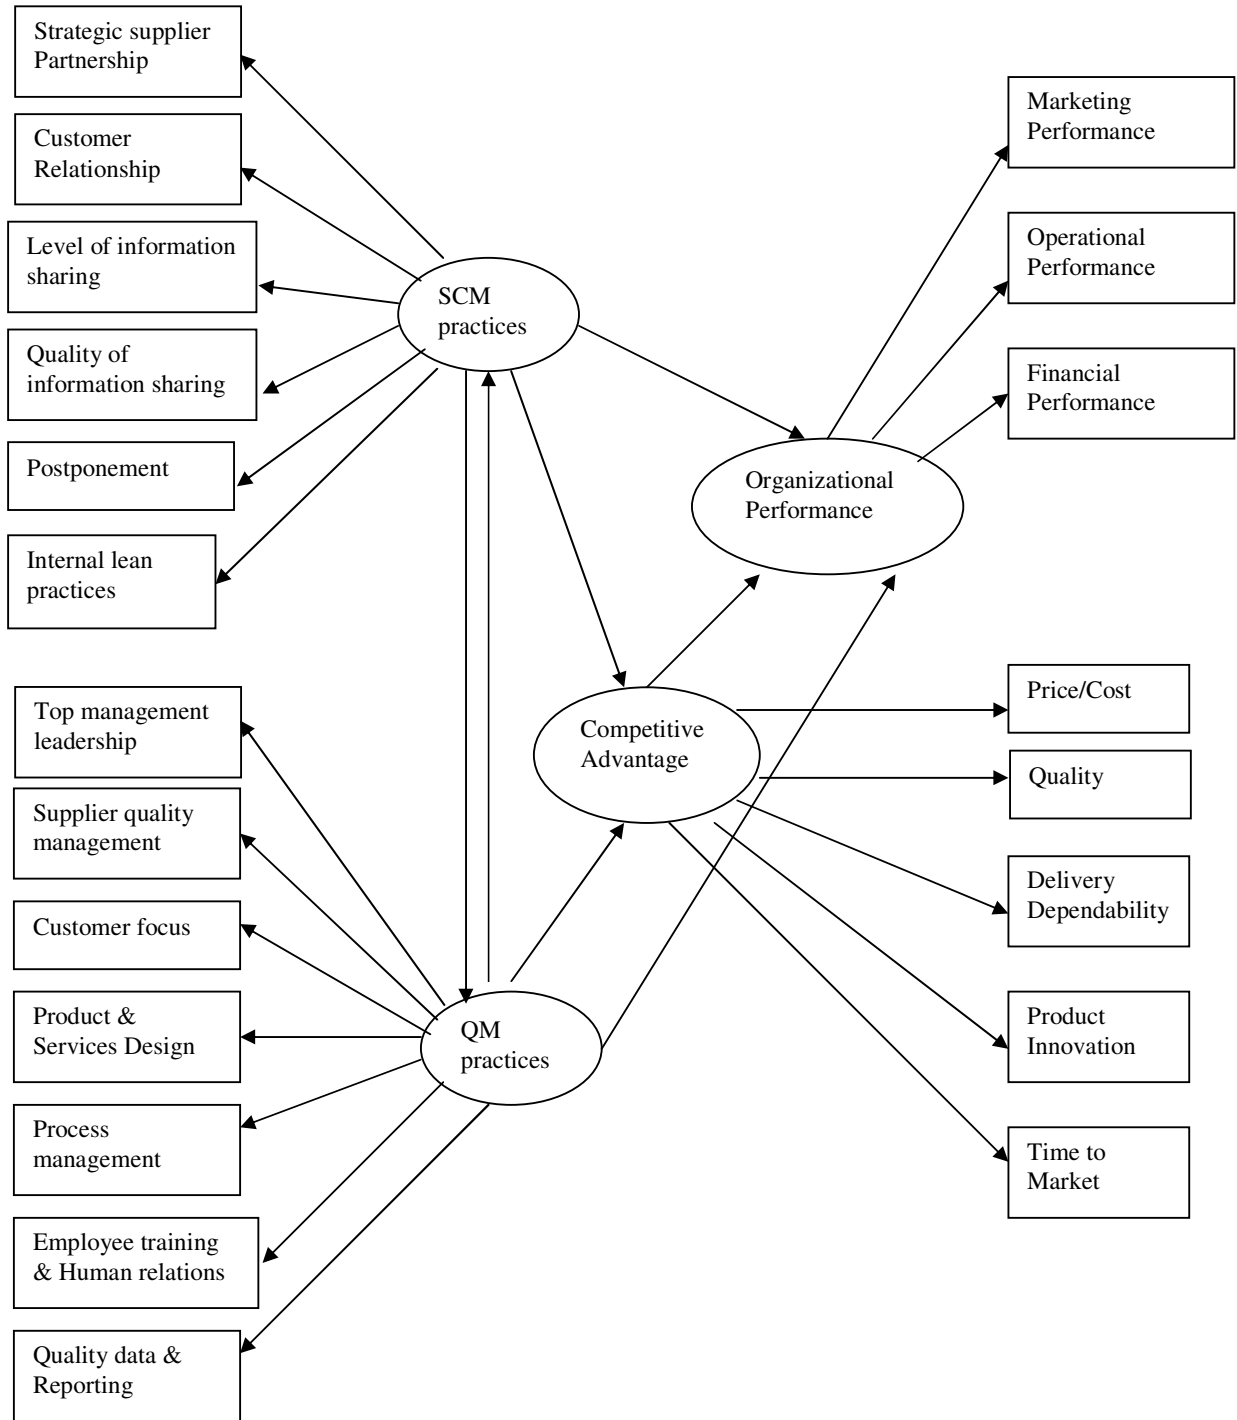 Strategic supplier
Partnership
Customer
Relationship
Level of information
sharing
Quality of
information sharing
Postponement
Internal lean
practices
Top management
leadership
Supplier quality
management
Customer focus
Product &
Services Design
Process
management
Employee training
& Human relations
Quality data &
Reporting
SCM
practices
QM
practices
Competitive
Advantage
Organizational
Performance
Marketing
Performance
Operational
Performance
Financial
Performance
Price/Cost
Quality
Delivery
Dependability
Product
Innovation
Time to
Market